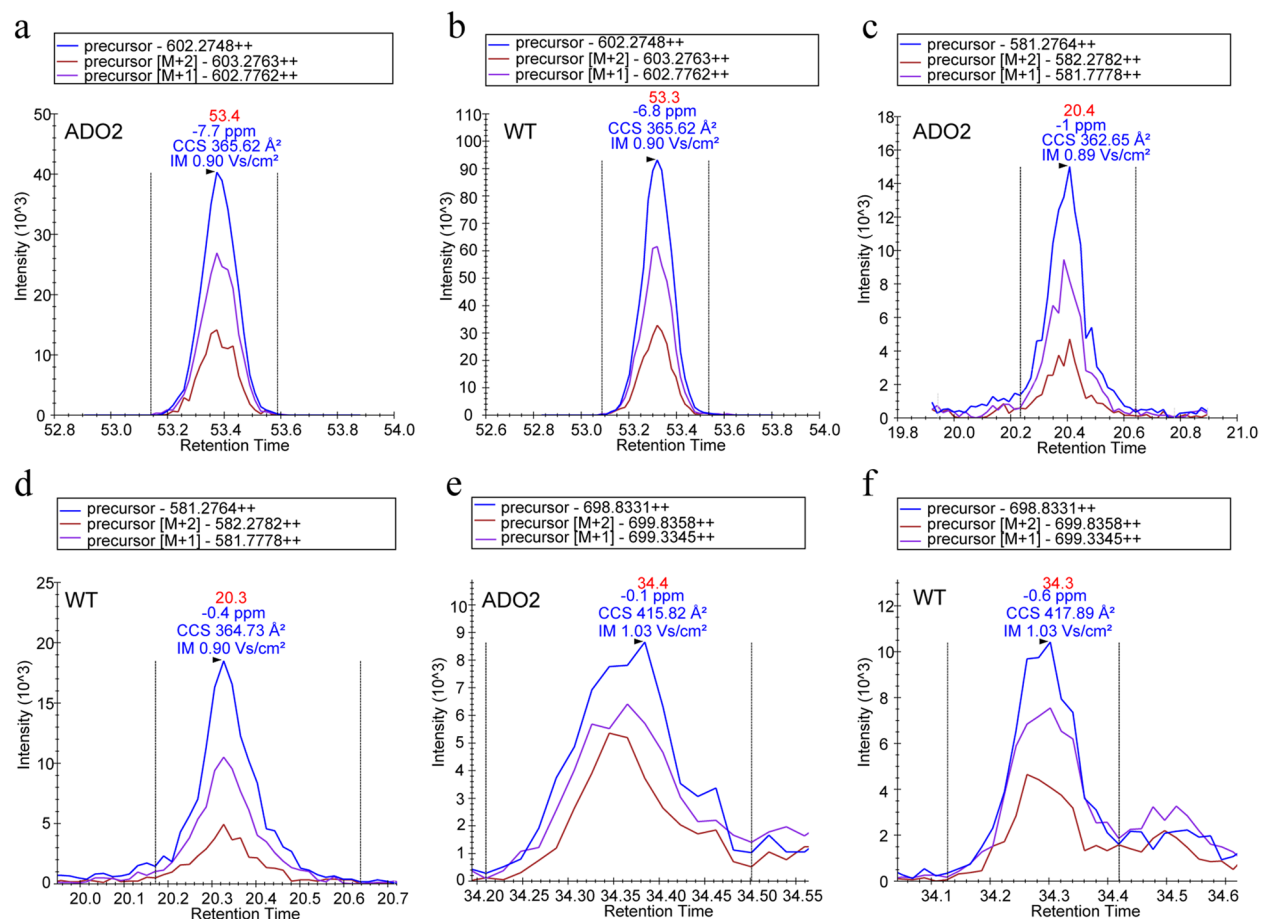 a
precursor - 602.2748++
precursor [M+2] - 603.2763++
precursor [M+1] - 602.7762++
ADO2
53.4
-7.7 ppm
CCS 365.62 Å²
IM 0.90 Vs/cm²
Intensity (10^3)
50
40
30
20
10
0
52.8 53.0 53.2 53.4 53.6 53.8 54.0
Retention Time
b
precursor - 602.2748++
precursor [M+2] - 603.2763++
precursor [M+1] - 602.7762++
WT
53.3
-6.8 ppm
CCS 365.62 Å²
IM 0.90 Vs/cm²
Intensity (10^3)
110
100
90
80
70
60
50
40
30
20
10
0
52.6 52.8 53.0 53.2 53.4 53.6 53.8 54.0
Retention Time
c
precursor - 581.2764++
precursor [M+2] - 582.2782++
precursor [M+1] - 581.7778++
ADO2
20.4
-1 ppm
CCS 362.65 Å²
IM 0.89 Vs/cm²
Intensity (10^3)
18
16
14
12
10
8
6
4
2
0
19.8 20.0 20.2 20.4 20.6 20.8 21.0
Retention Time
d
precursor - 581.2764++
precursor [M+2] - 582.2782++
precursor [M+1] - 581.7778++
WT
20.3
-0.4 ppm
CCS 364.73 Å²
IM 0.90 Vs/cm²
Intensity (10^3)
25
20
15
10
5
0
20.0 20.1 20.2 20.3 20.4 20.5 20.6 20.7
Retention Time
e
precursor - 698.8331++
precursor [M+2] - 699.8358++
precursor [M+1] - 699.3345++
ADO2
34.4
-0.1 ppm
CCS 415.82 Å²
IM 1.03 Vs/cm²
Intensity (10^3)
10
9
8
7
6
5
4
3
2
1
0
34.20 34.25 34.30 34.35 34.40 34.45 34.50 34.55
Retention Time
f
precursor - 698.8331++
precursor [M+2] - 699.8358++
precursor [M+1] - 699.3345++
WT
34.3
-0.6 ppm
CCS 417.89 Å²
IM 1.03 Vs/cm²
Intensity (10^3)
12
10
8
6
4
2
0
34.1 34.2 34.3 34.4 34.5 34.6
Retention Time